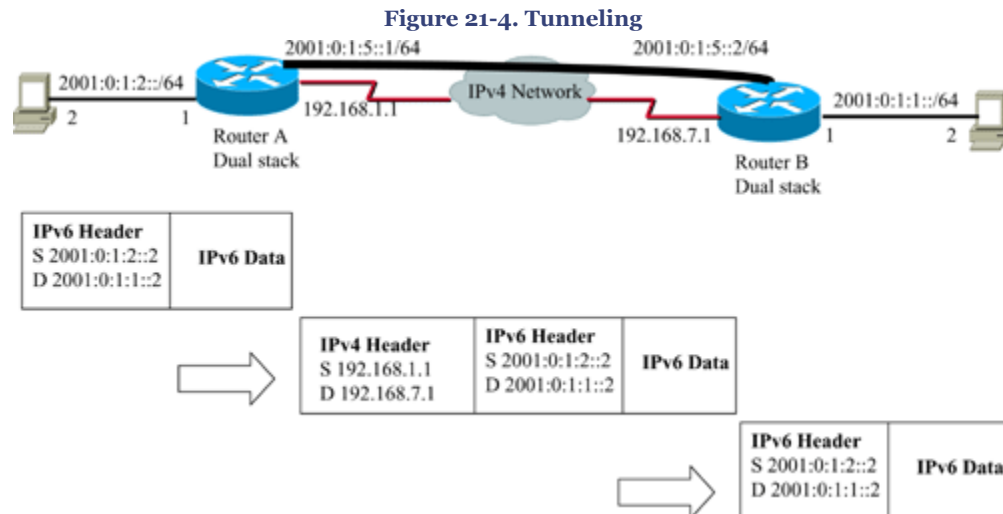 Figure 21-4. Tunneling
2001:0:1:5::1/64
2001:0:1:5::2/64
2001:0:1:2::/64
IPv4 Network
2001:0:1:1::/64
2
1
192.168.1.1
192.168.7.1
1
2
Router A
Dual stack
Router B
Dual stack
IPv6 Header
S 2001:0:1:2::2
D 2001:0:1:1::2
IPv6 Data
IPv4 Header
S 192.168.1.1
D 192.168.7.1
IPv6 Header
S 2001:0:1:2::2
D 2001:0:1:1::2
IPv6 Data
IPv6 Header
S 2001:0:1:2::2
D 2001:0:1:1::2
IPv6 Data